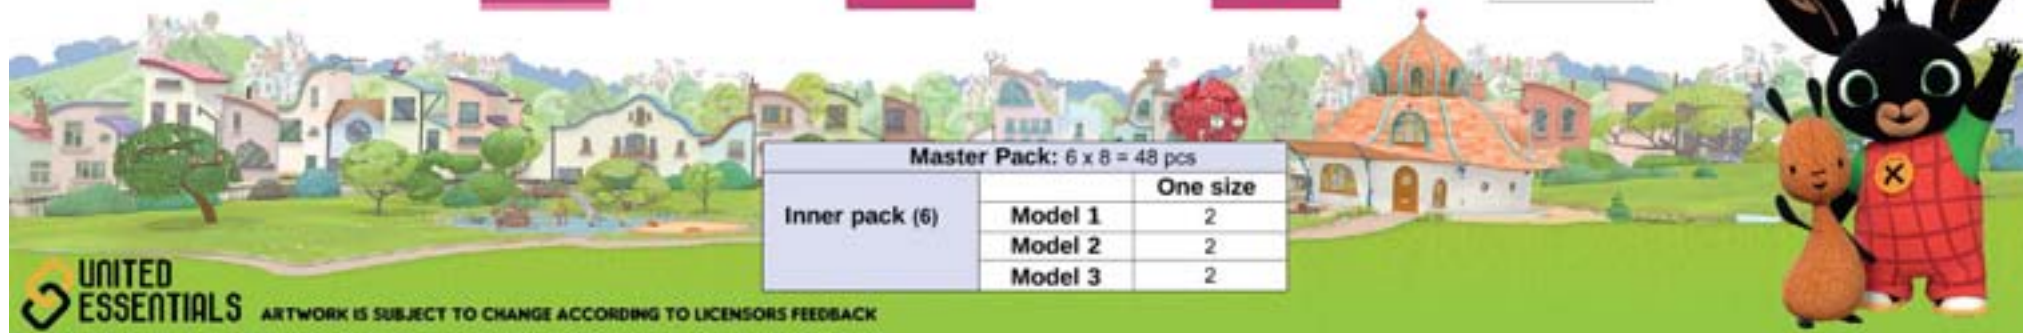 Master Pack: 6 x 8 = 48 pcs
One size
Inner pack (6) Model 1 2
Model 2 2
Model 3 2
UNITED
ESSENTIALS ARTWORK IS SUBJECT TO CHANGE ACCORDING TO LICENSORS FEEDBACK